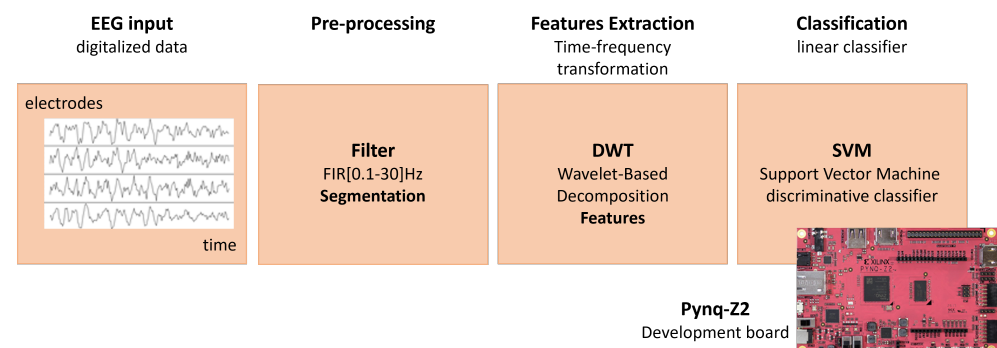 EEG input
digitalized data
Pre-processing
Features Extraction
Time-frequency
transformation
Classification
linear classifier
electrodes
time
Filter
FIR[0.1-30]Hz
Segmentation
DWT
Wavelet-Based
Decomposition
Features
SVM
Support Vector Machine
discriminative classifier
XILINX
PYNQ-Z2
Pynq-Z2
Development board